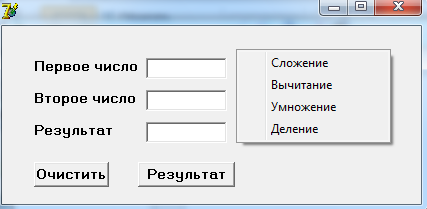 Первое число
Второе число
Результат
Сложение
Вычитание
Умножение
Деление
Очистить
Результат